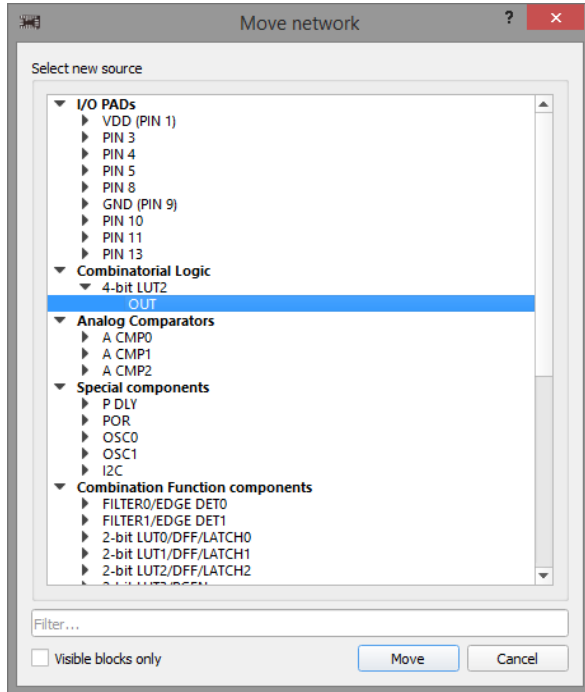 Move network
?
Select new source
I/O PADs
VDD (PIN 1)
PIN 3
PIN 4
PIN 5
PIN 8
GND (PIN 9)
PIN 10
PIN 11
PIN 13
Combinatorial Logic
4-bit LUT2
OUT
Analog Comparators
A CMP0
A CMP1
A CMP2
Special components
P DLY
POR
OSC0
OSC1
I2C
Combination Function components
FILTER0/EDGE DET0
FILTER1/EDGE DET1
2-bit LUT0/DFF/LATCH0
2-bit LUT1/DFF/LATCH1
2-bit LUT2/DFF/LATCH2
Filter...
Visible blocks only
Move
Cancel